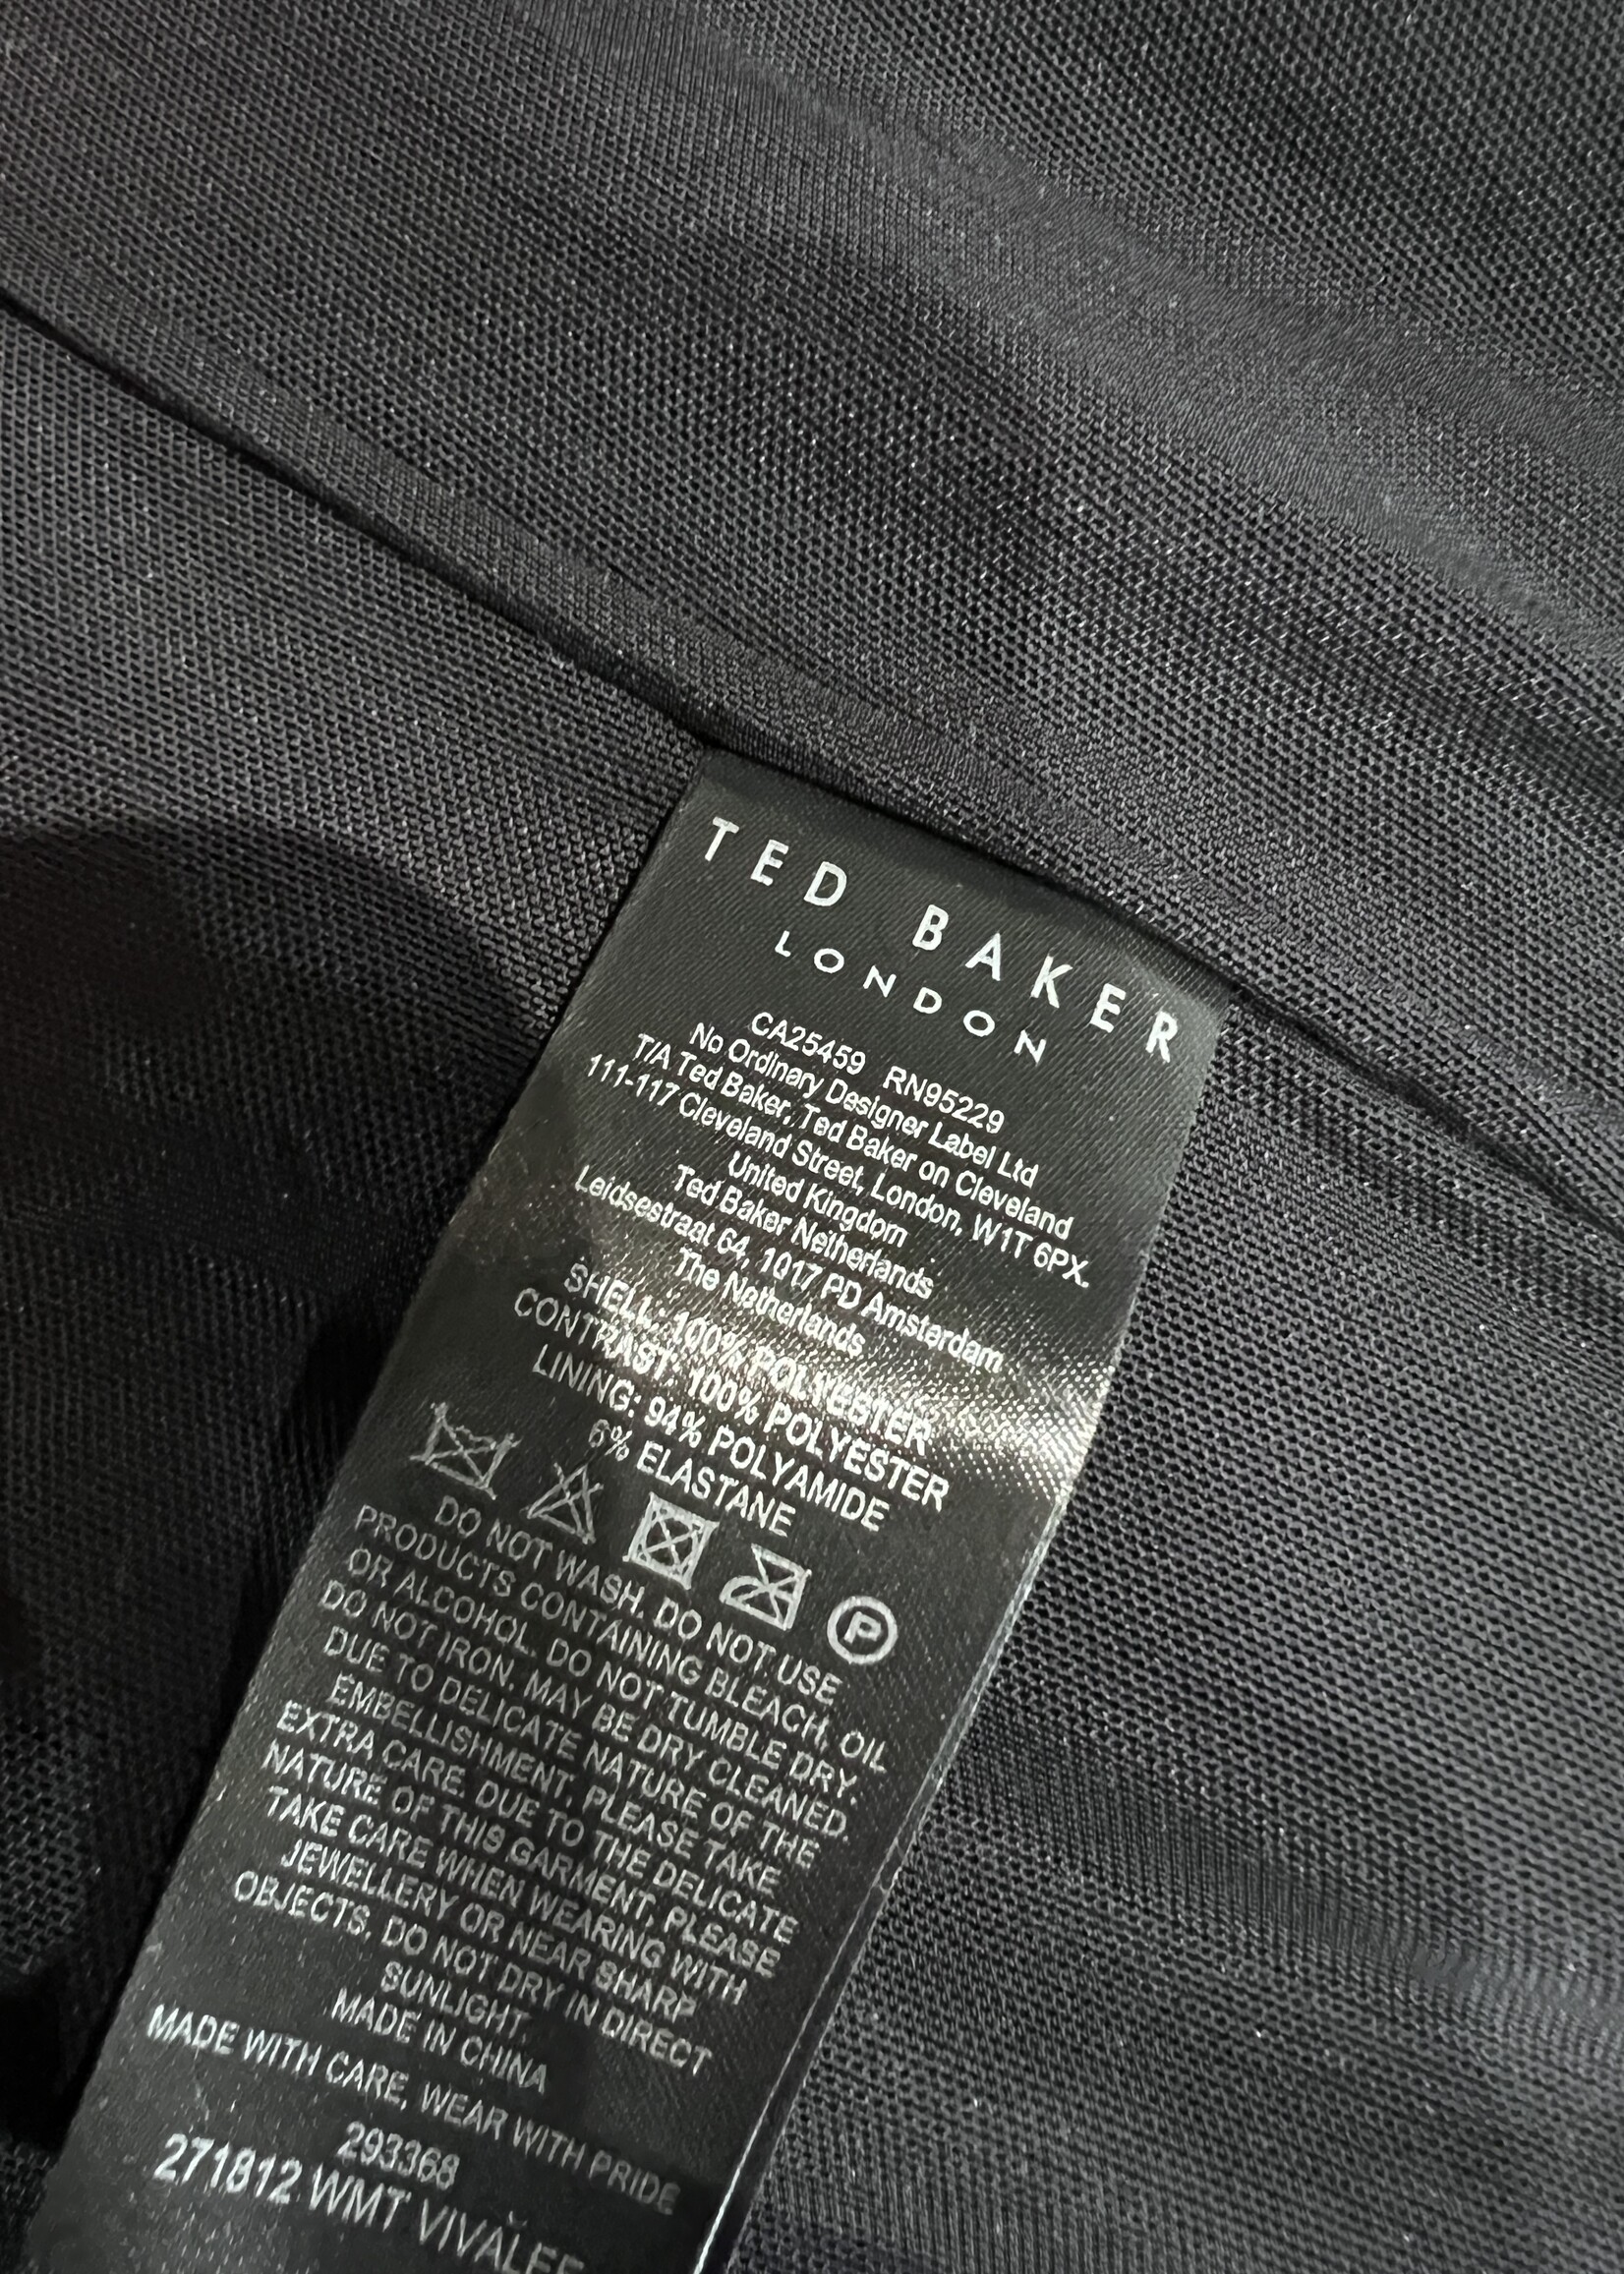 TED BAKER
LONDON
CA25459 RN95229
No Ordinary Designer Label Ltd
T/A Ted Baker, Ted Baker on Cleveland
111-117 Cleveland Street, London, W1T 6PX.
United Kingdom
Ted Baker Netherlands
Leidsestraat 64, 1017 PD Amsterdam
The Netherlands
SHELL: 100% POLYESTER
CONTRAST: 100% POLYESTER
LINING: 94% POLYAMIDE
6% ELASTANE
P
DO NOT WASH. DO NOT USE
PRODUCTS CONTAINING BLEACH, OIL
OR ALCOHOL. DO NOT TUMBLE DRY.
DO NOT IRON. MAY BE DRY CLEANED.
DUE TO DELICATE NATURE OF THE
EMBELLISHMENT, PLEASE TAKE
EXTRA CARE. DUE TO THE DELICATE
NATURE OF THIS GARMENT, PLEASE
TAKE CARE WHEN WEARING WITH
JEWELLERY OR NEAR SHARP
OBJECTS. DO NOT DRY IN DIRECT
SUNLIGHT.
MADE IN CHINA
MADE WITH CARE, WEAR WITH PRIDE
293368
271812 WMT VIVALEE